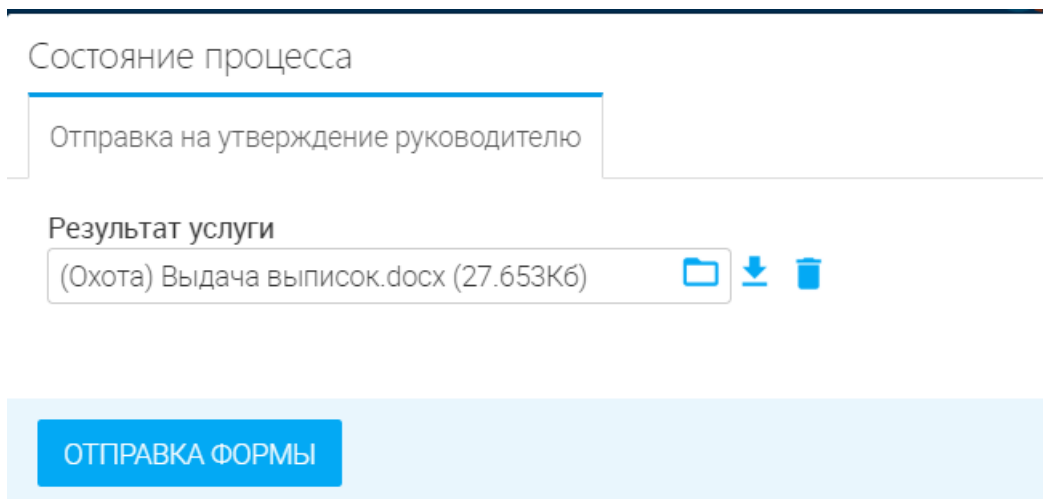 Состояние процесса
Отправка на утверждение руководителю
Результат услуги
(Охота) Выдача выписок.docx (27.653Кб)
ОТПРАВКА ФОРМЫ